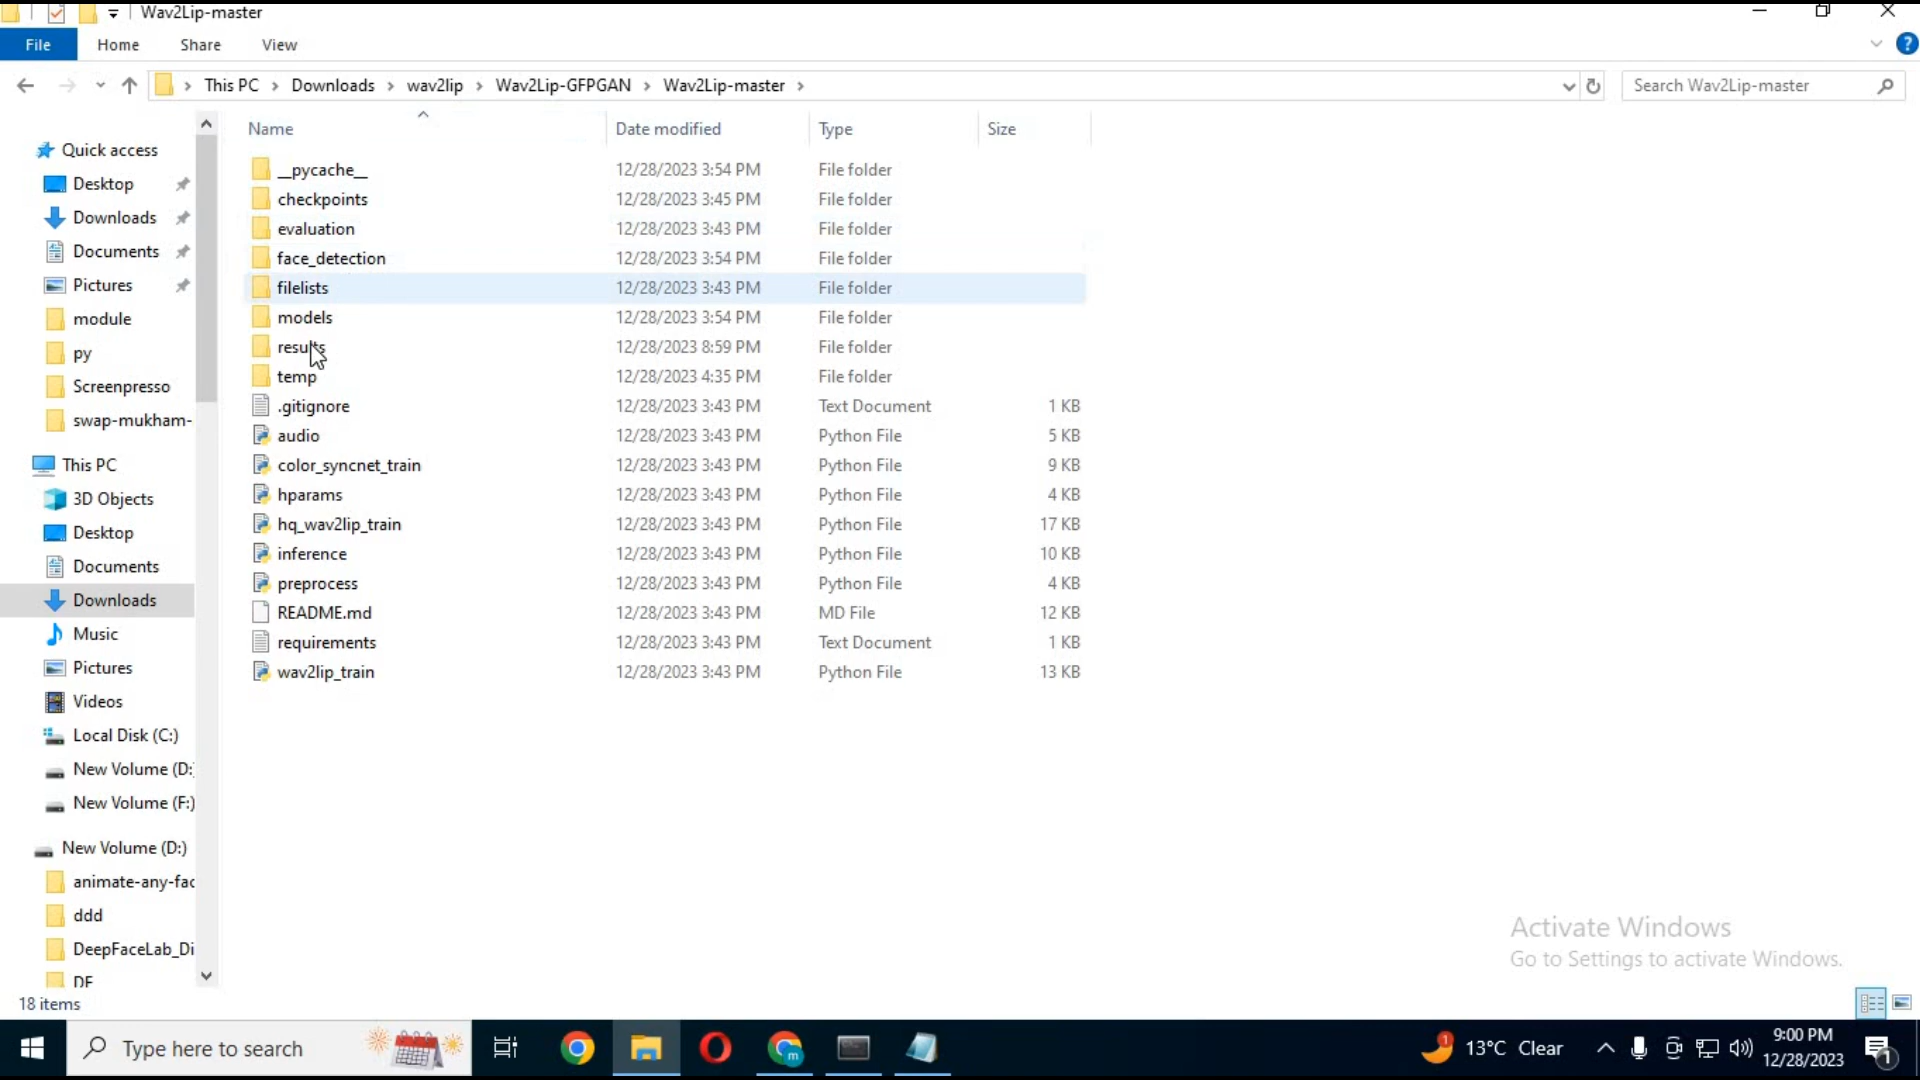 Wav2Lip-master
File Home Share View
This PC Downloads wav2lip Wav2Lip-GFPGAN Wav2Lip-master
Search Wav2Lip-master
Name Date modified Type Size
Quick access
Desktop
Downloads
Documents
Pictures
module
py
Screenpresso
swap-mukham-
This PC
3D Objects
Desktop
Documents
Downloads
Music
Pictures
Videos
Local Disk (C:)
New Volume (D:
New Volume (F:)
New Volume (D:)
animate-any-fac
ddd
DeepFaceLab_Di
DF
__pycache__ 12/28/2023 3:54 PM File folder
checkpoints 12/28/2023 3:45 PM File folder
evaluation 12/28/2023 3:43 PM File folder
face_detection 12/28/2023 3:54 PM File folder
filelists 12/28/2023 3:43 PM File folder
models 12/28/2023 3:54 PM File folder
results 12/28/2023 8:59 PM File folder
temp 12/28/2023 4:35 PM File folder
.gitignore 12/28/2023 3:43 PM Text Document 1 KB
audio 12/28/2023 3:43 PM Python File 5 KB
color_syncnet_train 12/28/2023 3:43 PM Python File 9 KB
hparams 12/28/2023 3:43 PM Python File 4 KB
hq_wav2lip_train 12/28/2023 3:43 PM Python File 17 KB
inference 12/28/2023 3:43 PM Python File 10 KB
preprocess 12/28/2023 3:43 PM Python File 4 KB
README.md 12/28/2023 3:43 PM MD File 12 KB
requirements 12/28/2023 3:43 PM Text Document 1 KB
wav2lip_train 12/28/2023 3:43 PM Python File 13 KB
Activate Windows
Go to Settings to activate Windows.
18 items
Type here to search
13°C Clear
9:00 PM
12/28/2023